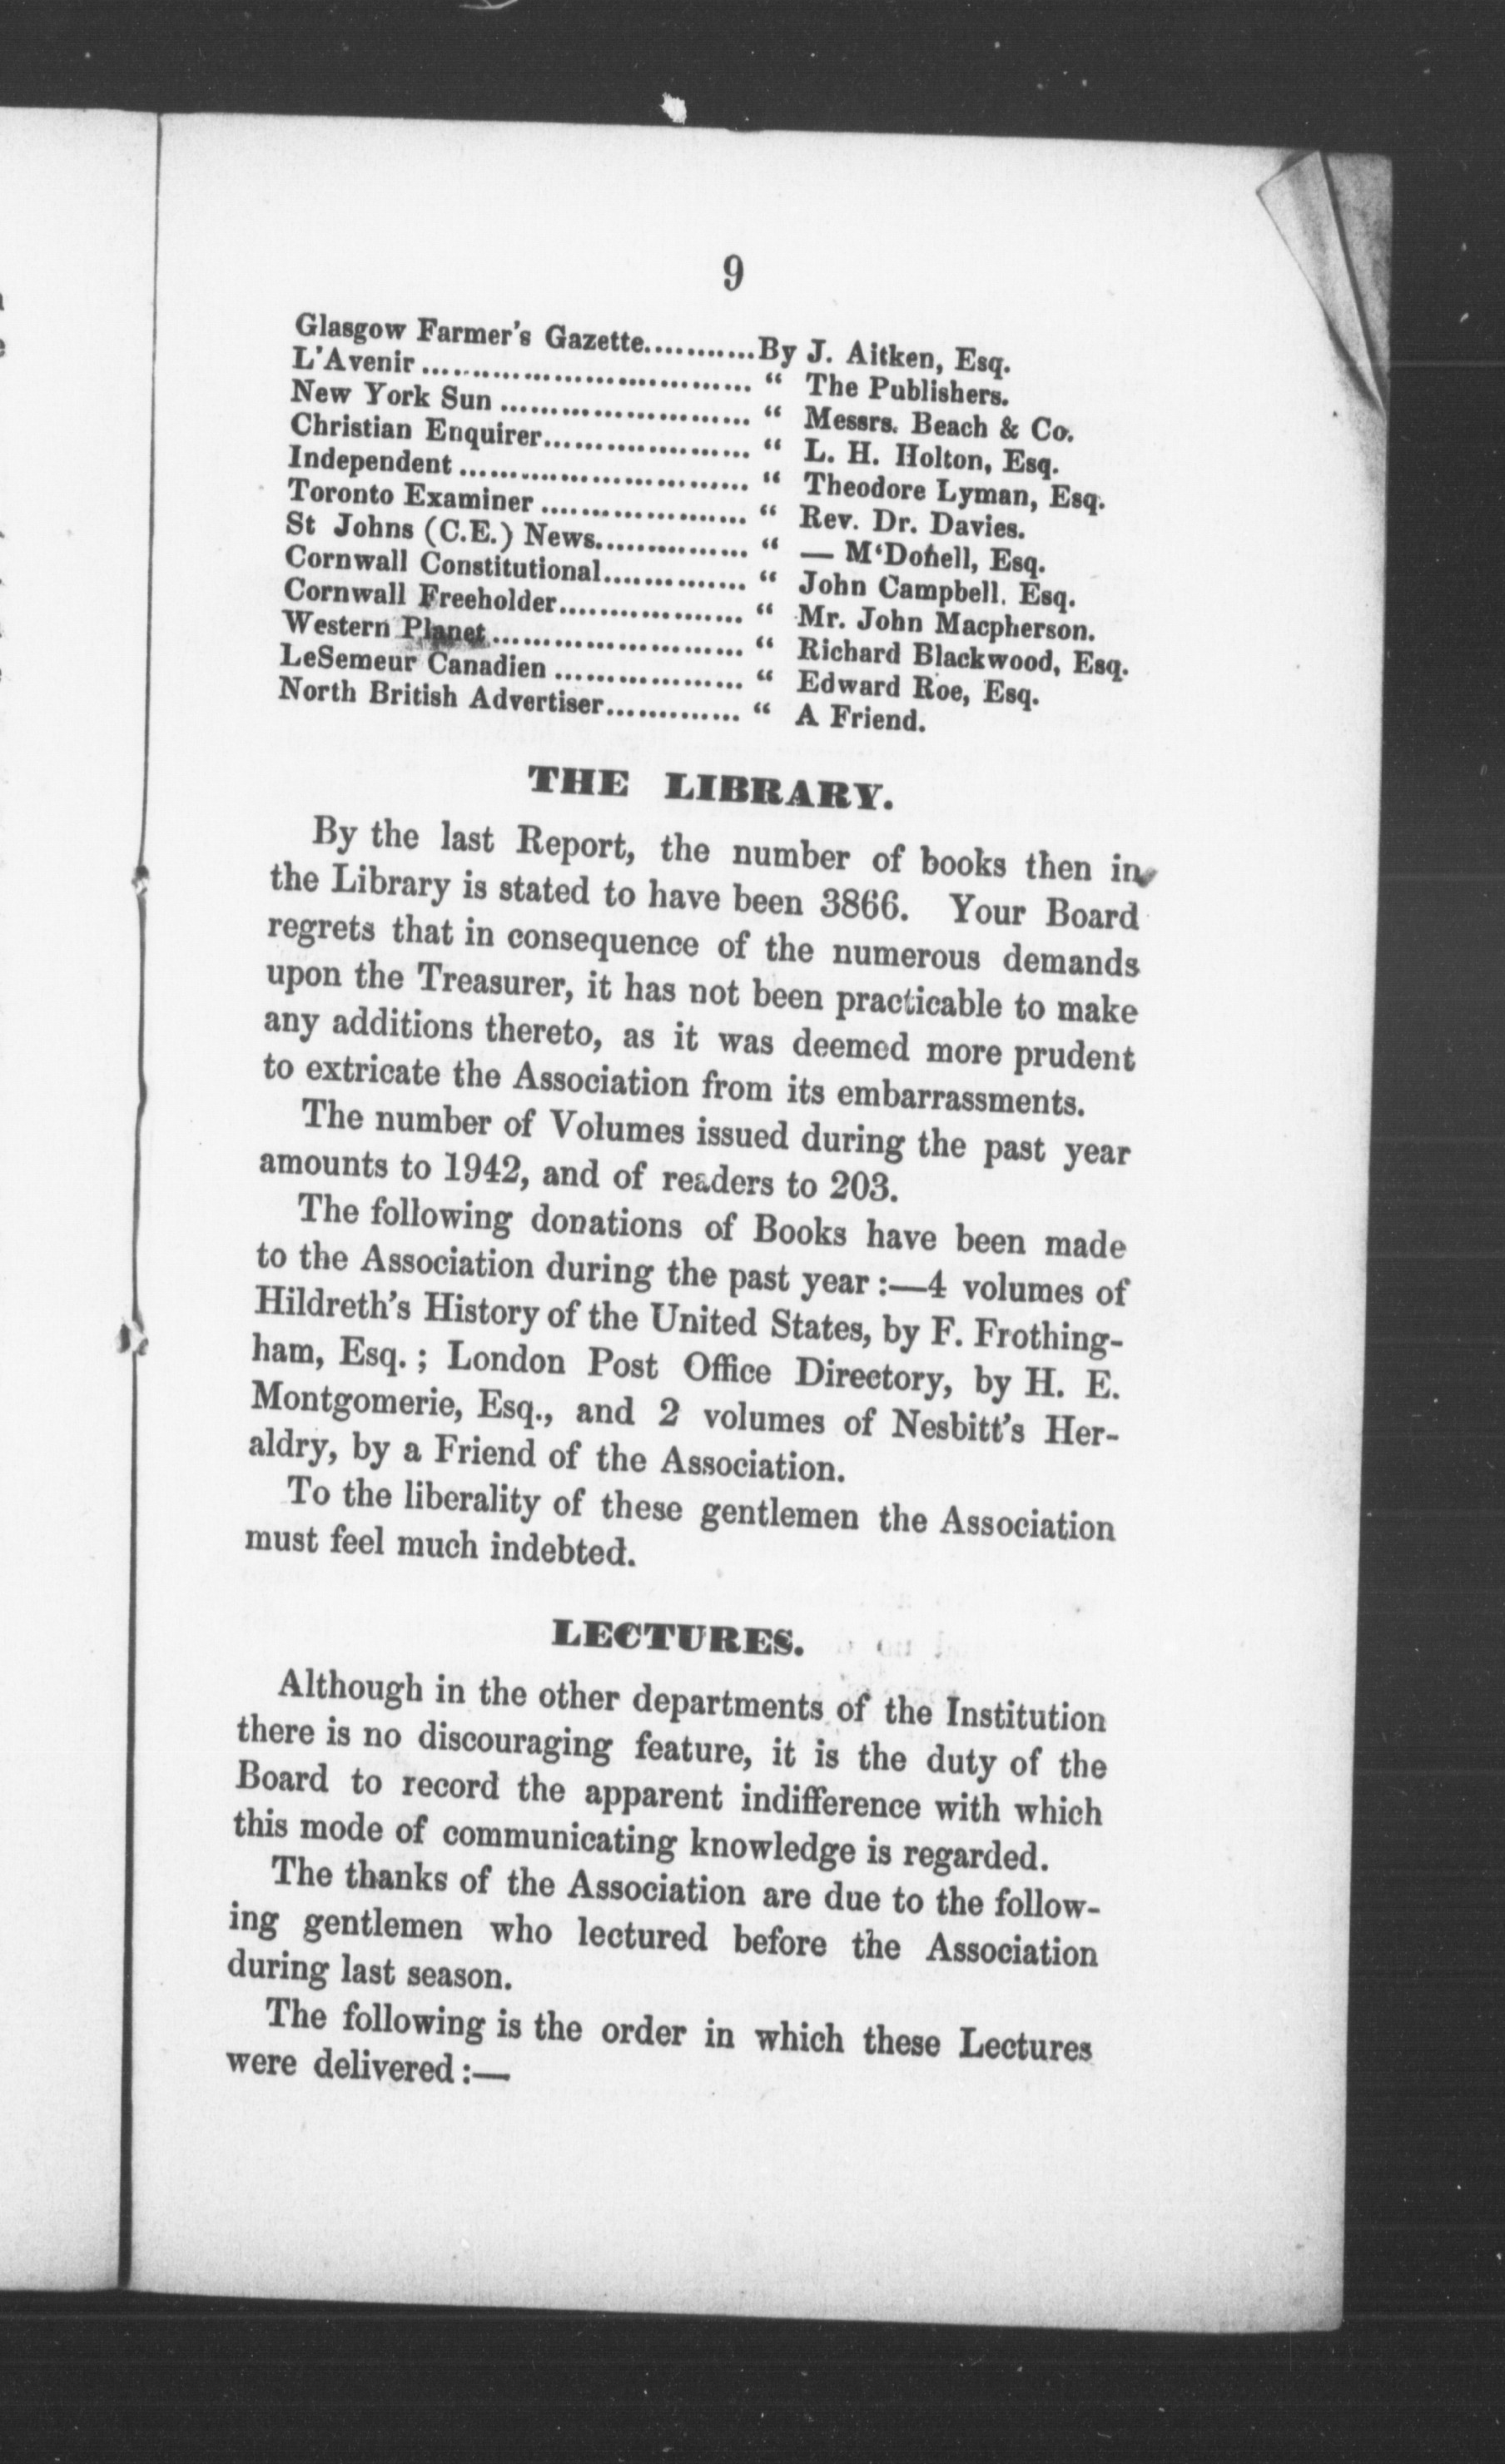 9
Glasgow Farmer's Gazette...........By J. Aitken, Esq.
L'Avenir ................................ “ The Publishers.
New York Sun ........................ “ Messrs. Beach & Co.
Christian Enquirer.................... “ L. H. Holton, Esq.
Independent ............................ “ Theodore Lyman, Esq.
Toronto Examiner .................... “ Rev. Dr. Davies.
St Johns (C.E.) News............... “ — M‘Donell, Esq.
Cornwall Constitutional.............. “ John Campbell, Esq.
Cornwall Freeholder.................. “ Mr. John Macpherson.
Western Planet ........................ “ Richard Blackwood, Esq.
LeSemeur Canadien .................. “ Edward Roe, Esq.
North British Advertiser............. “ A Friend.
THE LIBRARY.
By the last Report, the number of books then in
the Library is stated to have been 3866. Your Board
regrets that in consequence of the numerous demands
upon the Treasurer, it has not been practicable to make
any additions thereto, as it was deemed more prudent
to extricate the Association from its embarrassments.
The number of Volumes issued during the past year
amounts to 1942, and of readers to 203.
The following donations of Books have been made
to the Association during the past year :—4 volumes of
Hildreth's History of the United States, by F. Frothing-
ham, Esq. ; London Post Office Directory, by H. E.
Montgomerie, Esq., and 2 volumes of Nesbitt's Her-
aldry, by a Friend of the Association.
To the liberality of these gentlemen the Association
must feel much indebted.
LECTURES.
Although in the other departments of the Institution
there is no discouraging feature, it is the duty of the
Board to record the apparent indifference with which
this mode of communicating knowledge is regarded.
The thanks of the Association are due to the follow-
ing gentlemen who lectured before the Association
during last season.
The following is the order in which these Lectures
were delivered :—